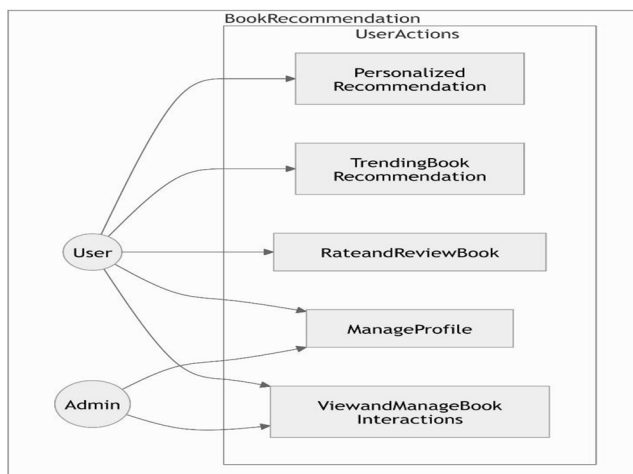 BookRecommendation
UserActions
Personalized
Recommendation
TrendingBook
Recommendation
User
RateandReviewBook
ManageProfile
Admin
ViewandManageBook
Interactions